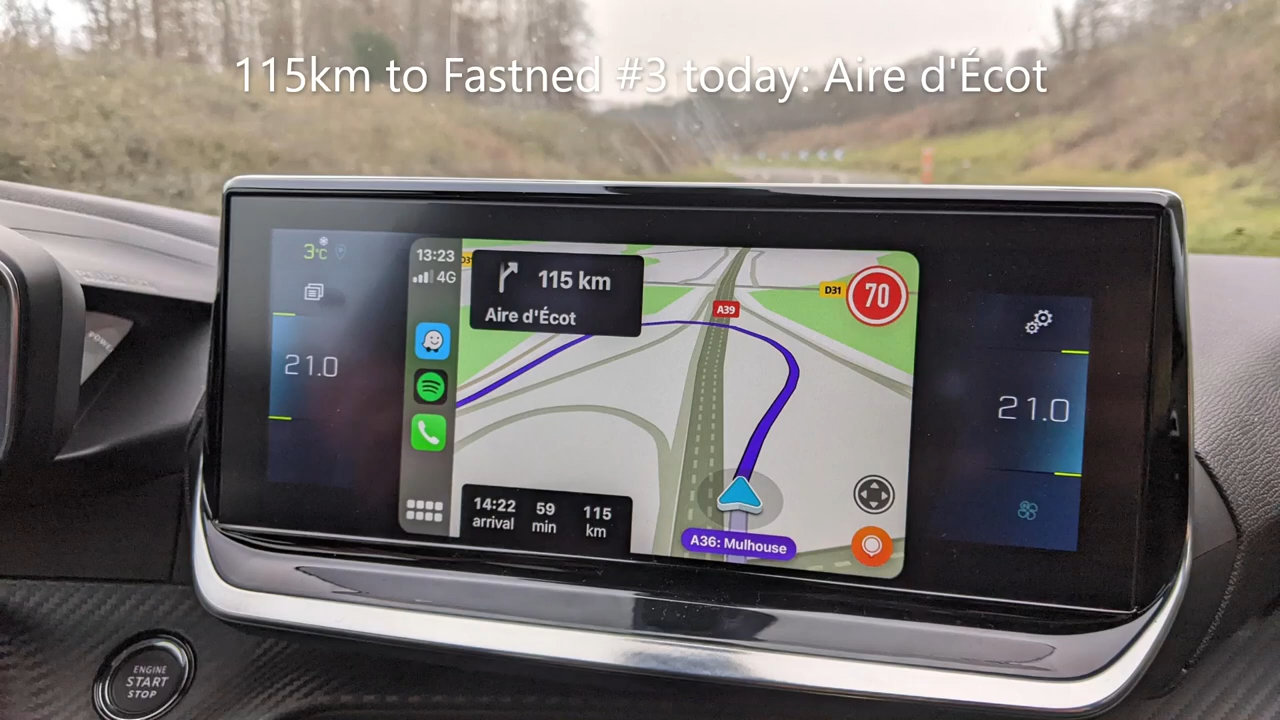 115km to Fastned #3 today: Aire d'Écot
3°C
13:23
4G
115 km
Aire d'Écot
A39
D31
70
21.0
21.0
14:22 59 115
arrival min km
A36: Mulhouse
ENGINE
START
STOP